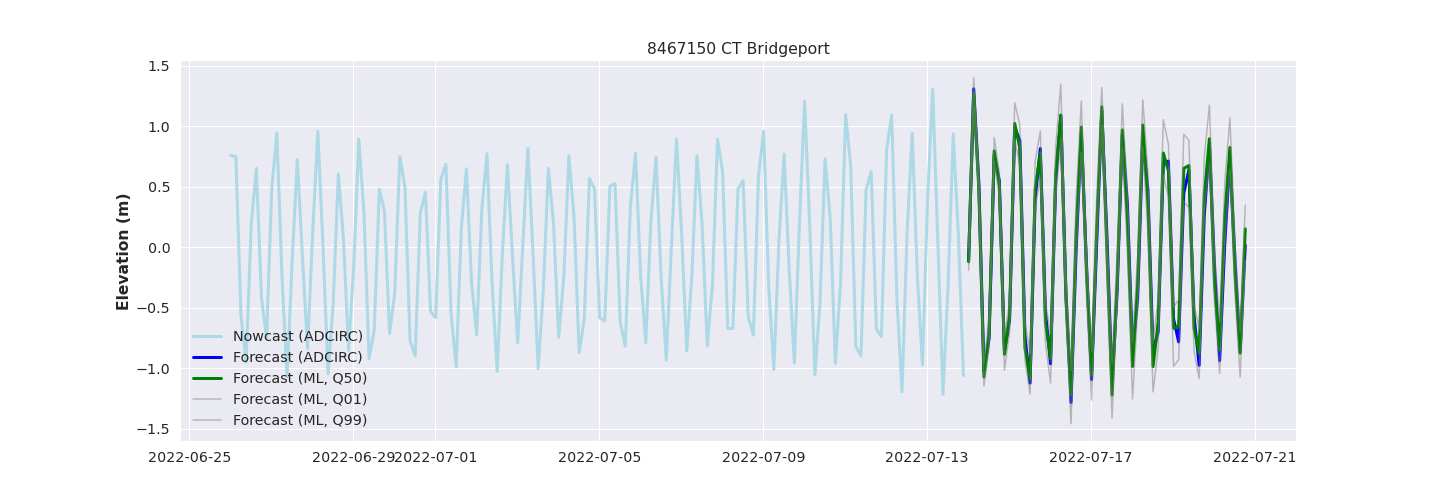 8467150 CT Bridgeport
1.5
1.0
0.5
0.0
−0.5
−1.0
−1.5
Elevation (m)
Nowcast (ADCIRC)
Forecast (ADCIRC)
Forecast (ML, Q50)
Forecast (ML, Q01)
Forecast (ML, Q99)
2022-06-25 2022-06-29 2022-07-01 2022-07-05 2022-07-09 2022-07-13 2022-07-17 2022-07-21